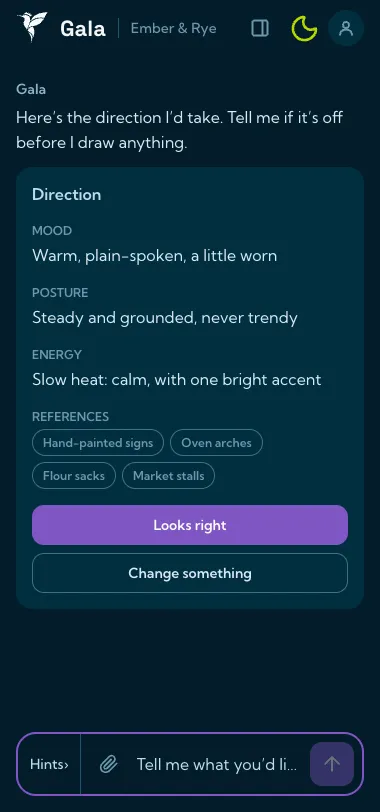 Gala
Ember & Rye
Gala
Here’s the direction I’d take. Tell me if it’s off
before I draw anything.
Direction
MOOD
Warm, plain-spoken, a little worn
POSTURE
Steady and grounded, never trendy
ENERGY
Slow heat: calm, with one bright accent
REFERENCES
Hand-painted signs
Oven arches
Flour sacks
Market stalls
Looks right
Change something
Hints›
Tell me what you’d li...